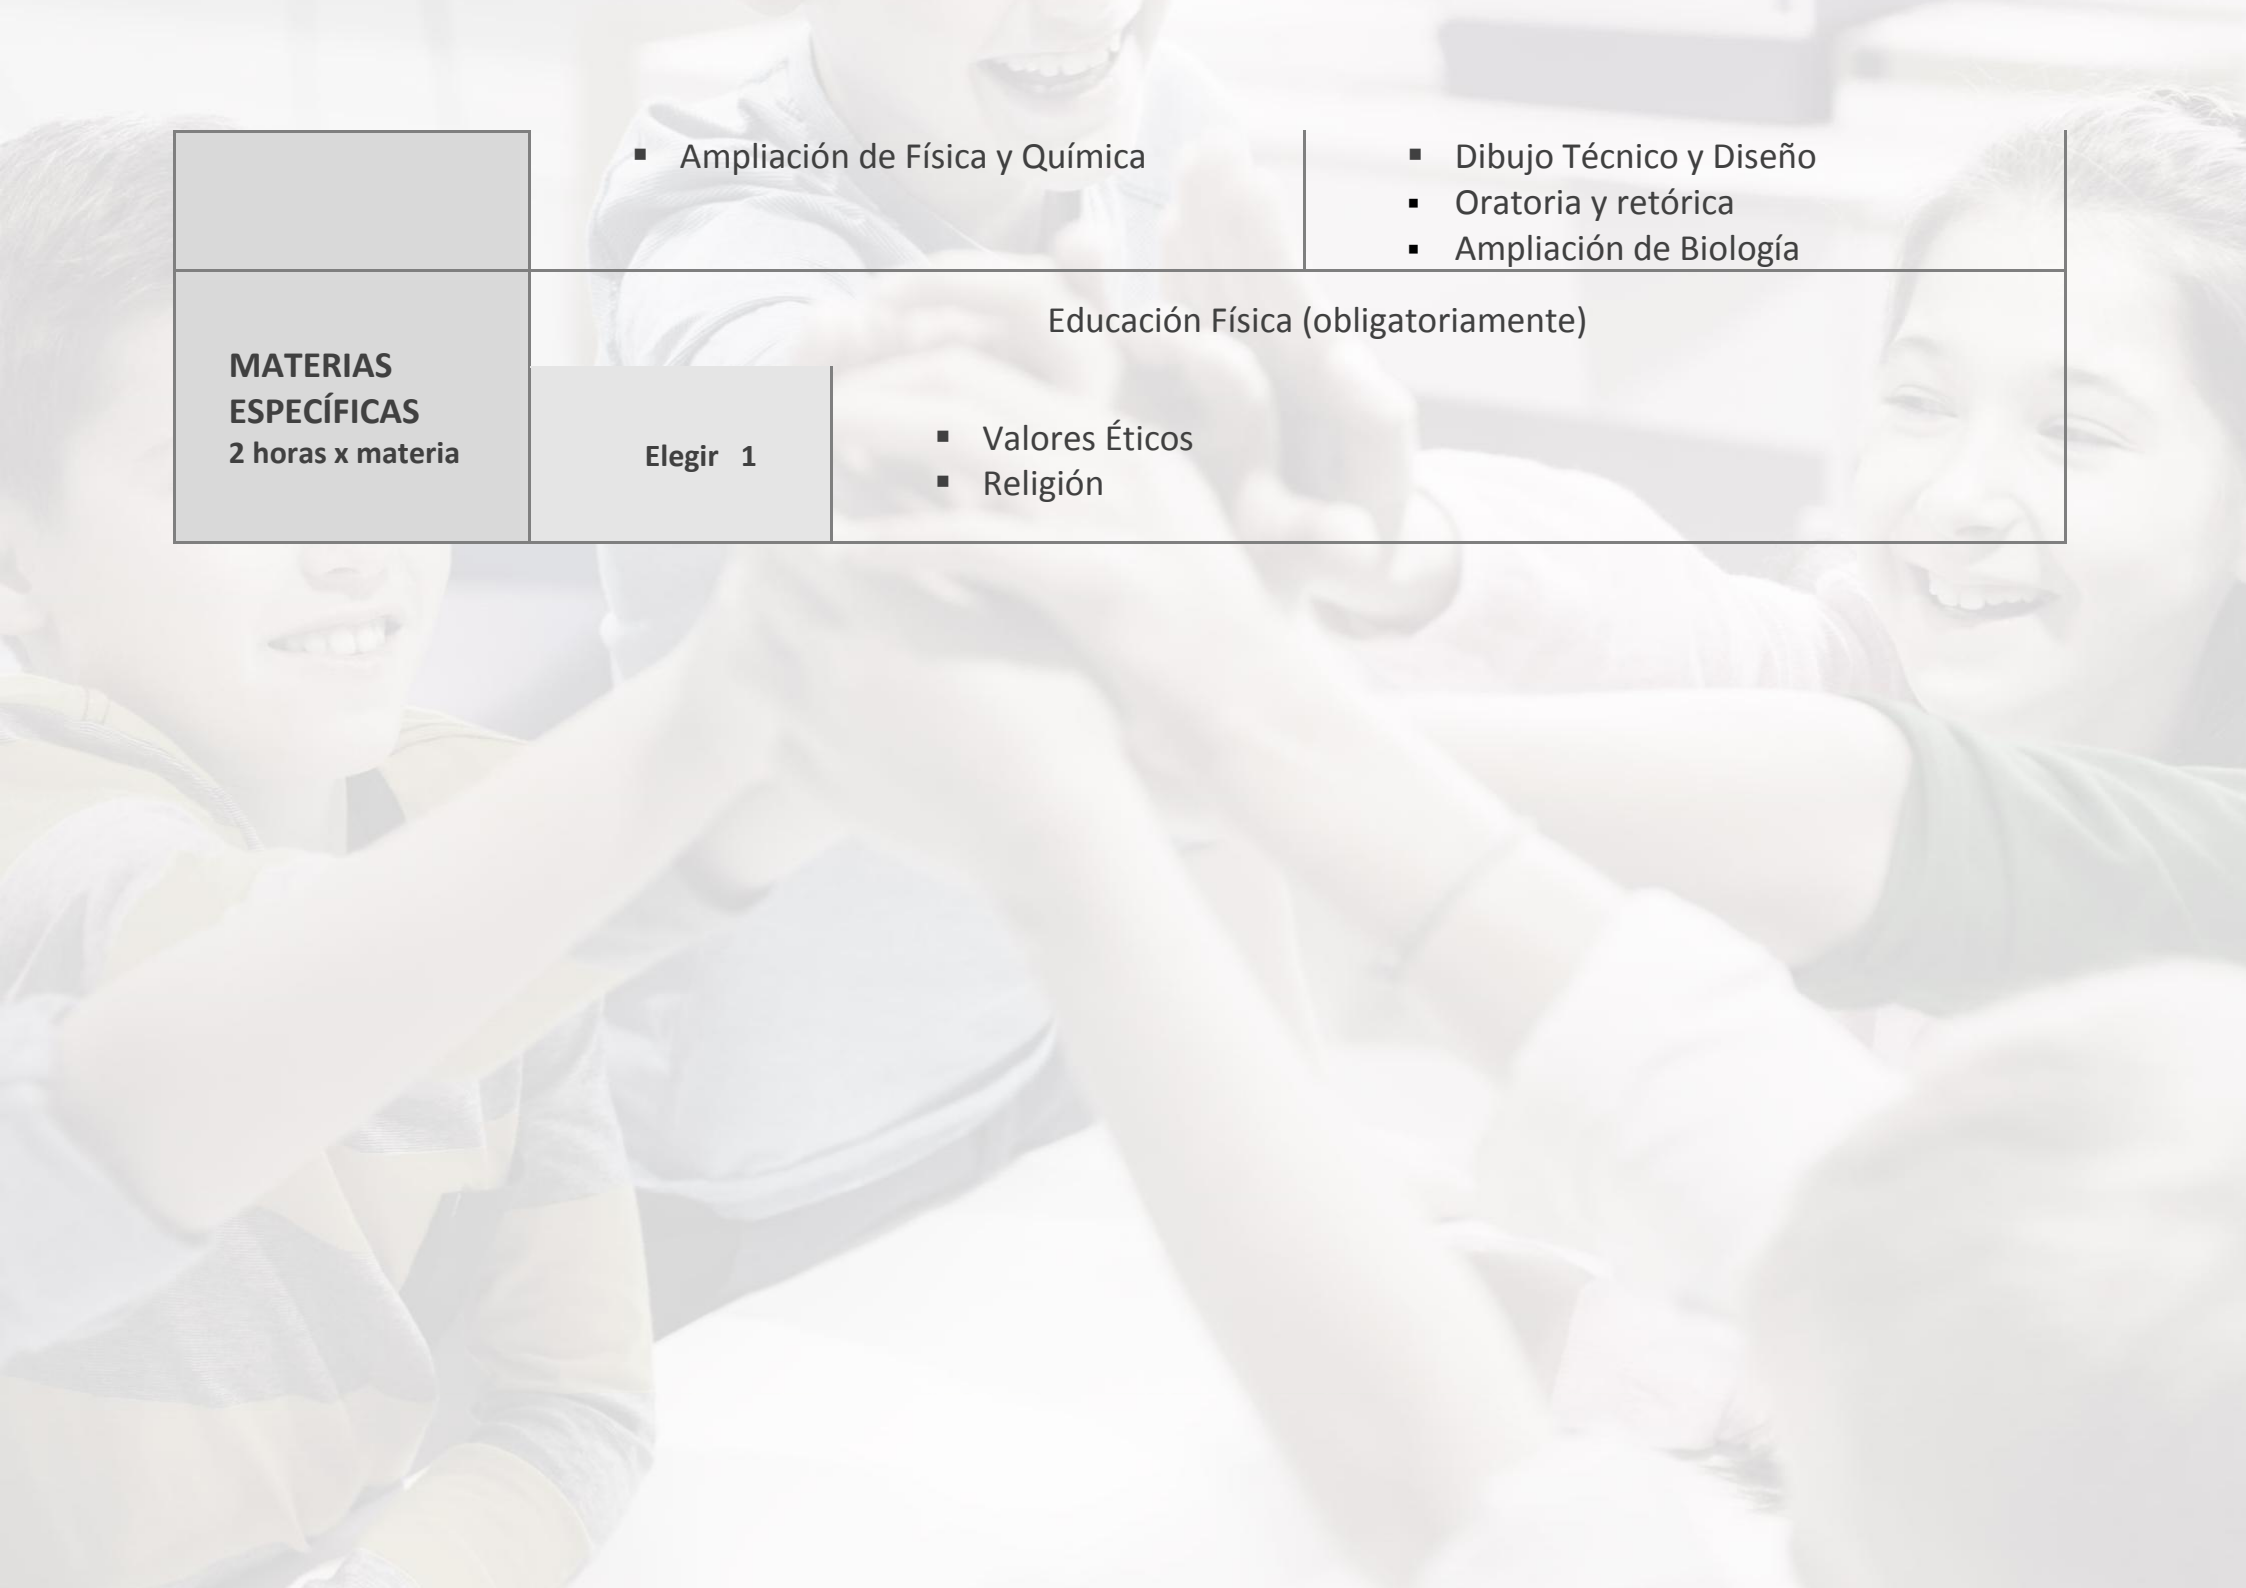 ▪ Ampliación de Física y Química
▪ Dibujo Técnico y Diseño
▪ Oratoria y retórica
▪ Ampliación de Biología
MATERIAS
ESPECÍFICAS
2 horas x materia
Educación Física (obligatoriamente)
Elegir 1
▪ Valores Éticos
▪ Religión